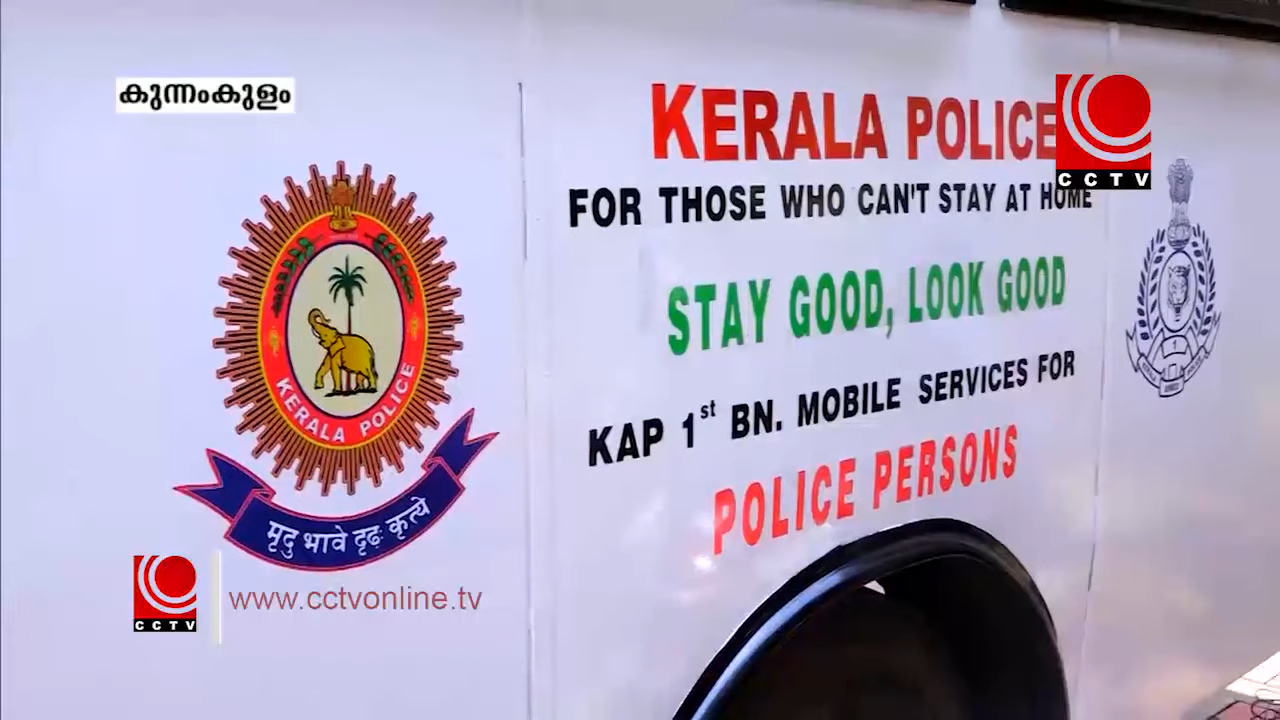 കുന്നംകുളം
KERALA POLICE
FOR THOSE WHO CAN'T STAY AT HOME
STAY GOOD, LOOK GOOD
KAP 1st BN. MOBILE SERVICES FOR
POLICE PERSONS
CCTV
KERALA POLICE
मृदु भावे दृढः कृत्ये
CCTV
www.cctvonline.tv